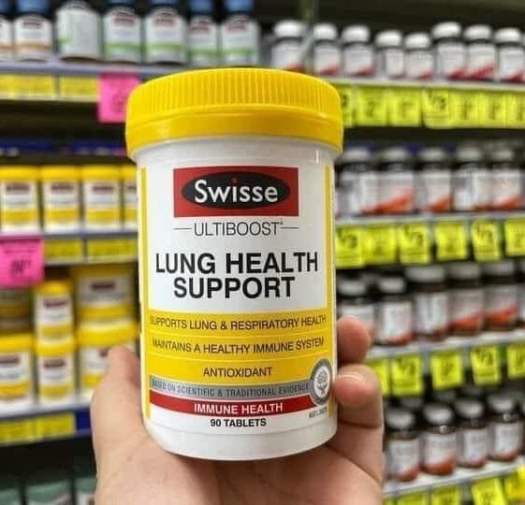 Swisse
ULTIBOOST
LUNG HEALTH
SUPPORT
SUPPORTS LUNG & RESPIRATORY HEALTH
MAINTAINS A HEALTHY IMMUNE SYSTEM
ANTIOXIDANT
BASED ON SCIENTIFIC & TRADITIONAL EVIDENCE
IMMUNE HEALTH
90 TABLETS